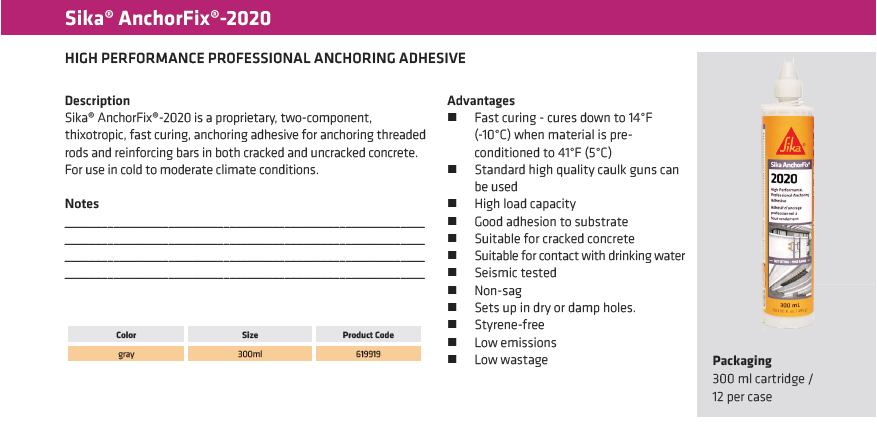 Sika® AnchorFix®-2020
HIGH PERFORMANCE PROFESSIONAL ANCHORING ADHESIVE
Description
Sika® AnchorFix®-2020 is a proprietary, two-component,
thixotropic, fast curing, anchoring adhesive for anchoring threaded
rods and reinforcing bars in both cracked and uncracked concrete.
For use in cold to moderate climate conditions.
Notes
Color Size Product Code
gray 300ml 619919
Advantages
■ Fast curing - cures down to 14°F
(-10°C) when material is pre-
conditioned to 41°F (5°C)
■ Standard high quality caulk guns can
be used
■ High load capacity
■ Good adhesion to substrate
■ Suitable for cracked concrete
■ Suitable for contact with drinking water
■ Seismic tested
■ Non-sag
■ Sets up in dry or damp holes.
■ Styrene-free
■ Low emissions
■ Low wastage
Sika®
Sika AnchorFix®
2020
High Performance,
Professional Anchoring
Adhesive
Adhésif d'ancrage
professionnel à
haut rendement
300 mL
Packaging
300 ml cartridge /
12 per case